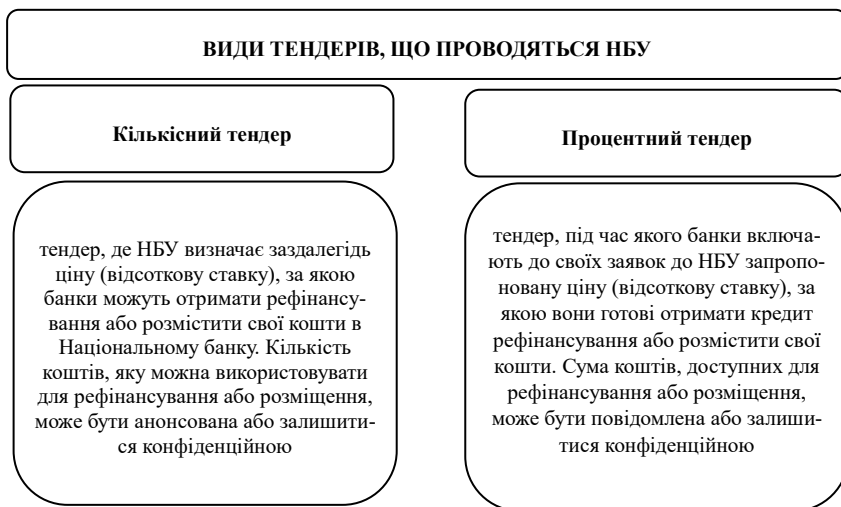 ВИДИ ТЕНДЕРІВ, ЩО ПРОВОДЯТЬСЯ НБУ
Кількісний тендер
тендер, де НБУ визначає заздалегідь
ціну (відсоткову ставку), за якою
банки можуть отримати рефінансу-
вання або розмістити свої кошти в
Національному банку. Кількість
коштів, яку можна використовувати
для рефінансування або розміщення,
може бути анонсована або залишити-
ся конфіденційною
Процентний тендер
тендер, під час якого банки включа-
ють до своїх заявок до НБУ запропо-
новану ціну (відсоткову ставку), за
якою вони готові отримати кредит
рефінансування або розмістити свої
кошти. Сума коштів, доступних для
рефінансування або розміщення,
може бути повідомлена або залиши-
тися конфіденційною